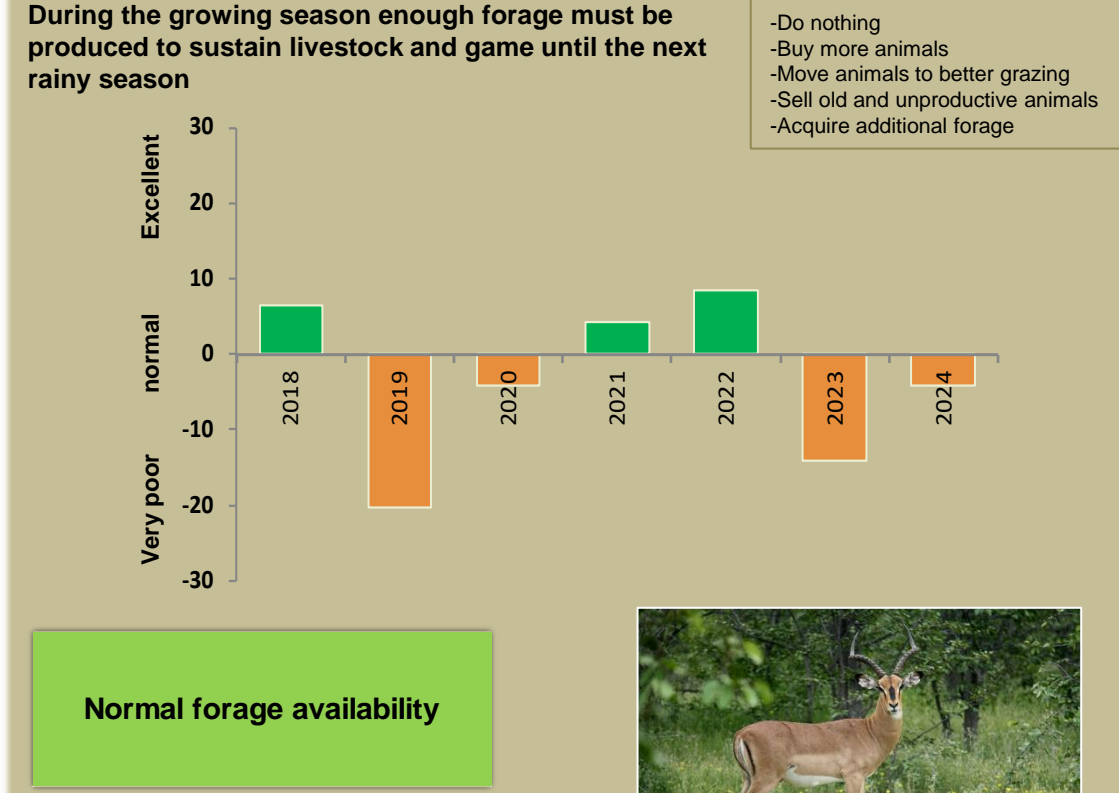 During the growing season enough forage must be
produced to sustain livestock and game until the next
rainy season
-Do nothing
-Buy more animals
-Move animals to better grazing
-Sell old and unproductive animals
-Acquire additional forage
Excellent
normal
Very poor
30
20
10
0
-10
-20
-30
2018
2019
2020
2021
2022
2023
2024
Normal forage availability